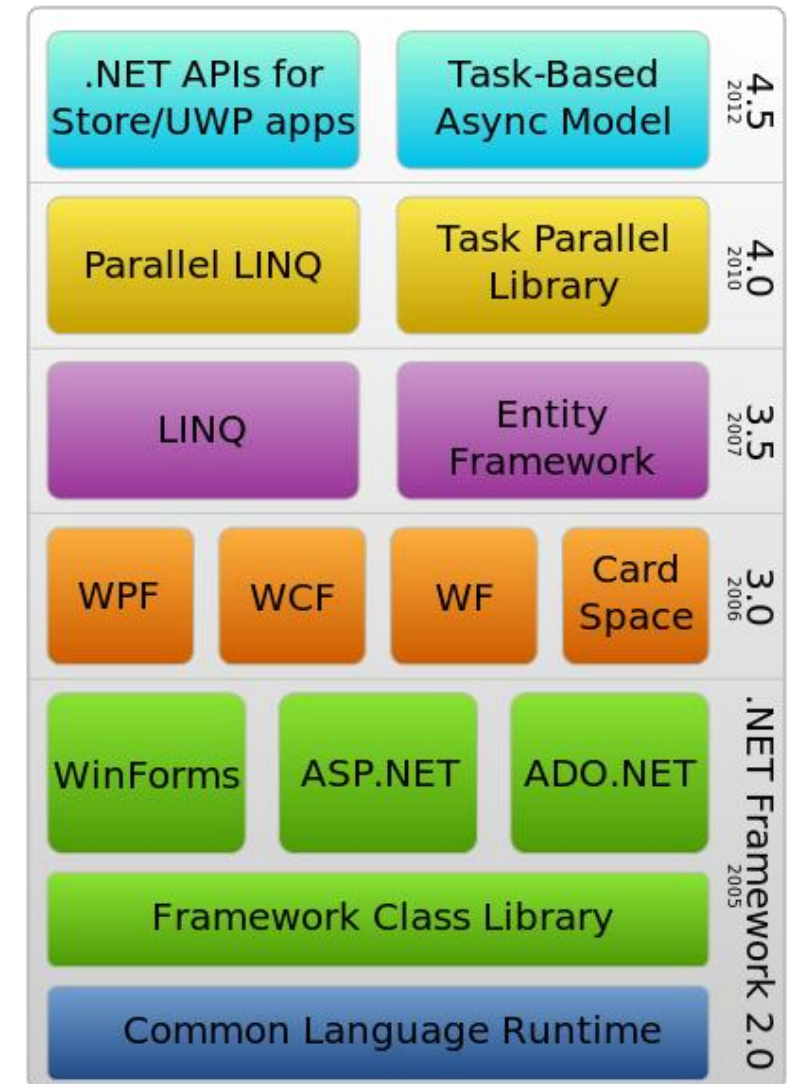 .NET APIs for
Store/UWP apps
Task-Based
Async Model
4.5
2012
Parallel LINQ
Task Parallel
Library
4.0
2010
LINQ
Entity
Framework
3.5
2007
WPF
WCF
WF
Card
Space
3.0
2006
WinForms
ASP.NET
ADO.NET
Framework Class Library
Common Language Runtime
.NET Framework 2.0
2005